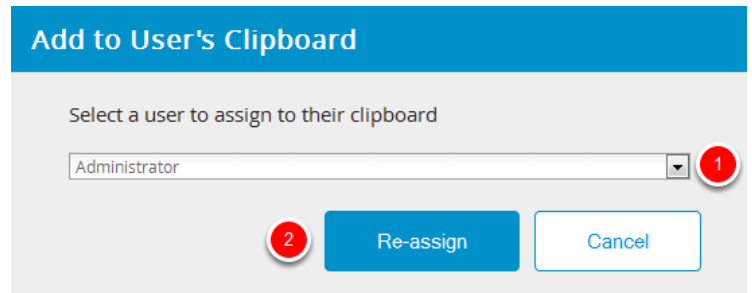 Add to User's Clipboard
Select a user to assign to their clipboard
Administrator
1
2
Re-assign
Cancel